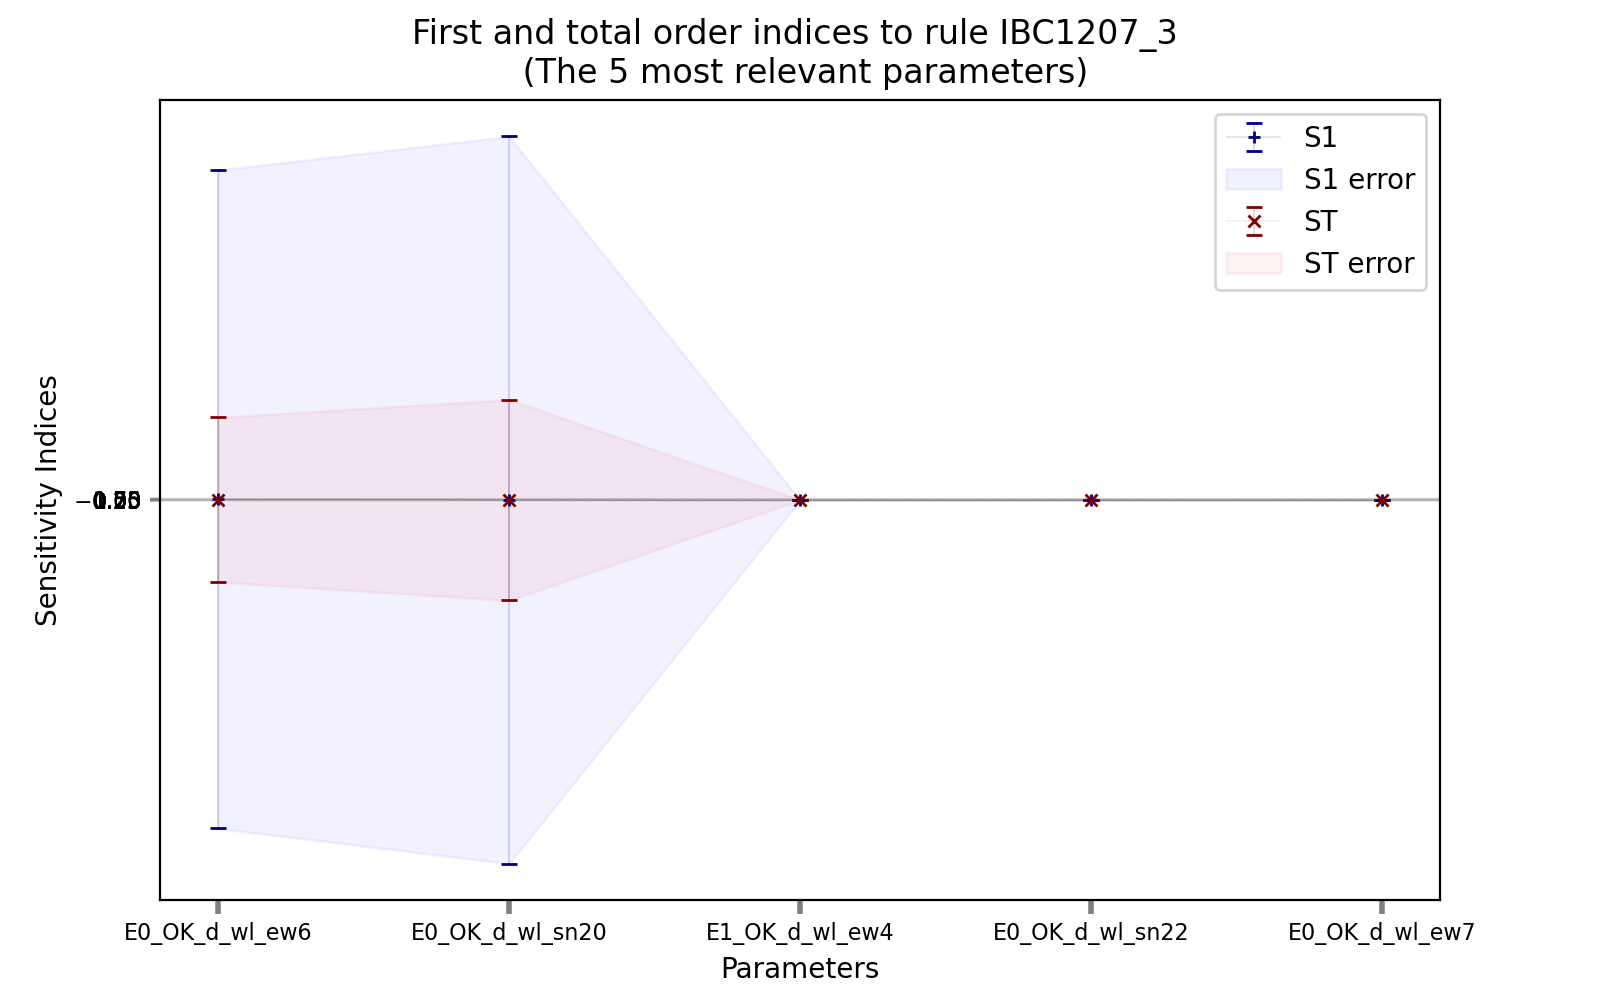 First and total order indices to rule IBC1207_3
(The 5 most relevant parameters)
S1
S1 error
ST
ST error
Sensitivity Indices
E0_OK_d_wl_ew6
E0_OK_d_wl_sn20
E1_OK_d_wl_ew4
E0_OK_d_wl_sn22
E0_OK_d_wl_ew7
Parameters